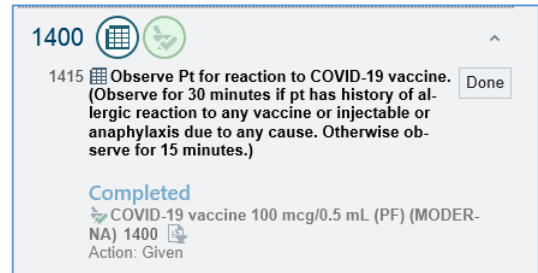 1400
1415 Observe Pt for reaction to COVID-19 vaccine. Done
(Observe for 30 minutes if pt has history of al-
lergic reaction to any vaccine or injectable or
anaphylaxis due to any cause. Otherwise ob-
serve for 15 minutes.)
Completed
COVID-19 vaccine 100 mcg/0.5 mL (PF) (MODER-
NA) 1400
Action: Given